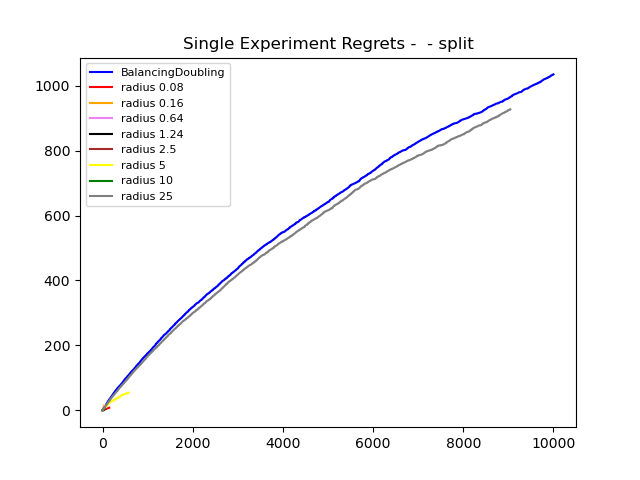 Single Experiment Regrets -  - split
BalancingDoubling
radius 0.08
radius 0.16
radius 0.64
radius 1.24
radius 2.5
radius 5
radius 10
radius 25
1000
800
600
400
200
0
0 2000 4000 6000 8000 10000